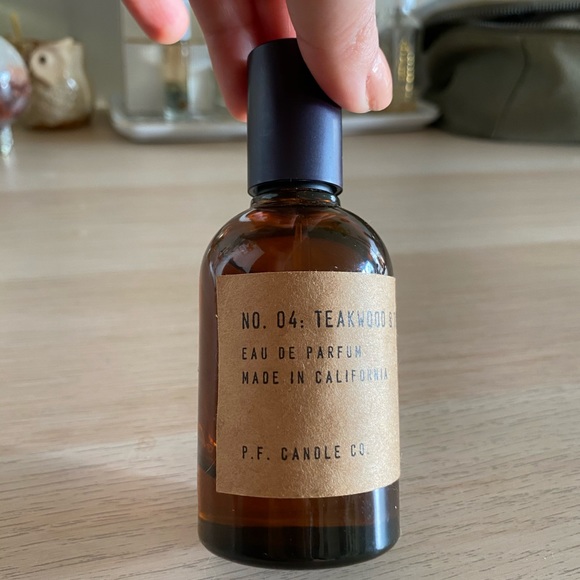 NO. 04: TEAKWOOD &
EAU DE PARFUM
MADE IN CALIFORNIA
P.F. CANDLE CO.